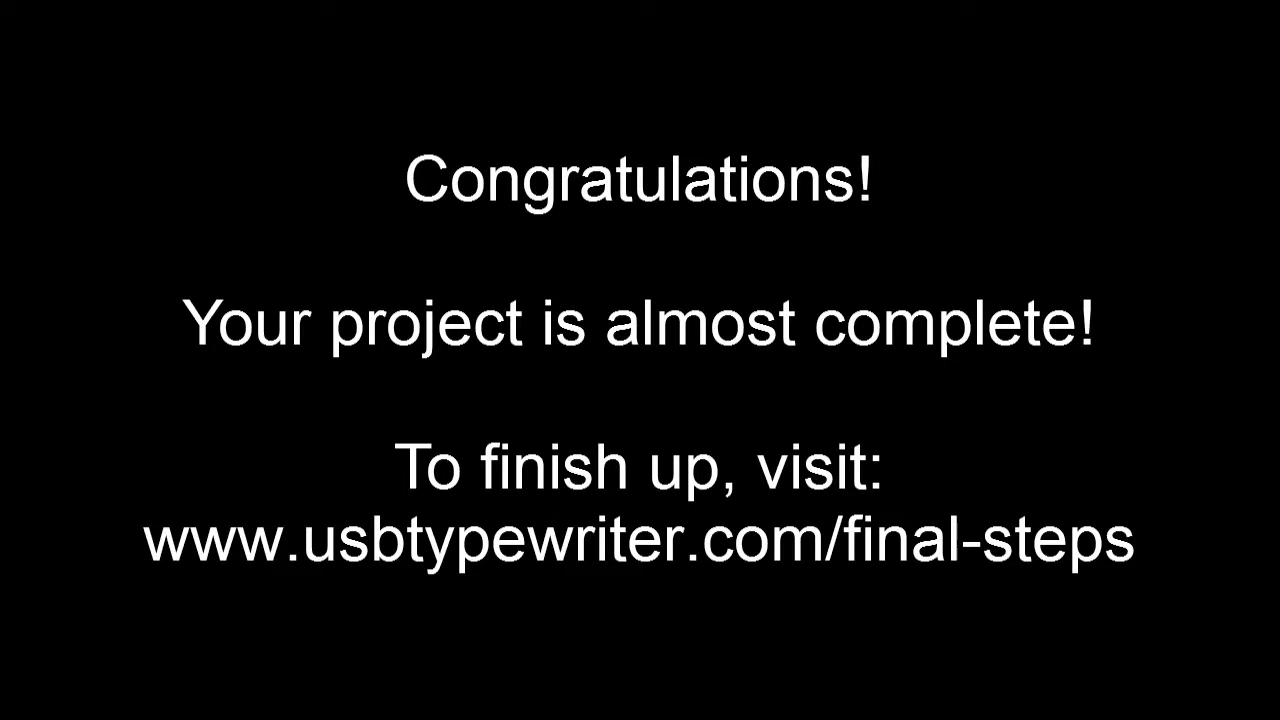 Congratulations!
Your project is almost complete!
To finish up, visit:
www.usbtypewriter.com/final-steps